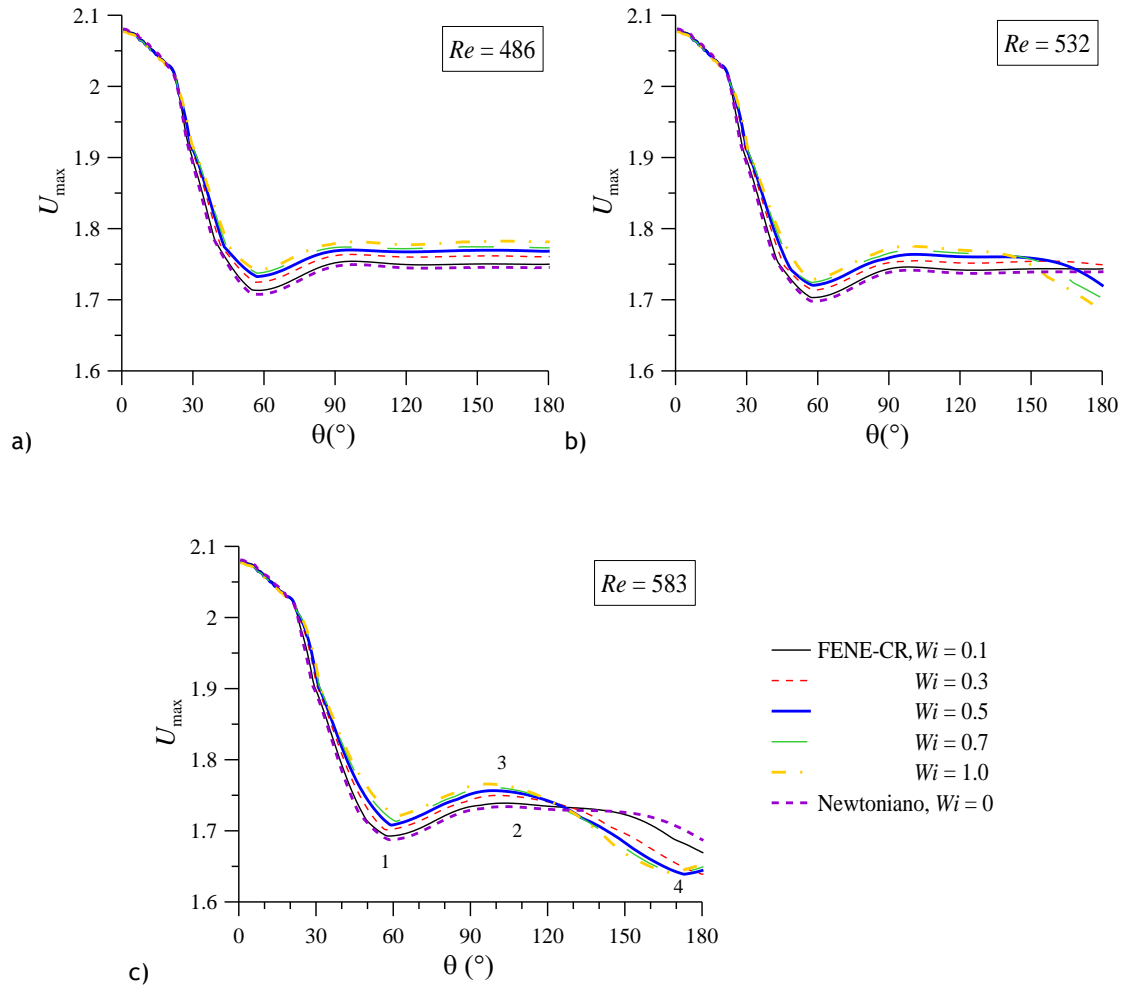 2.1
2
1.9
1.8
1.7
1.6
U max
Re = 486
0 30 60 90 120 150 180
θ(°)
a)
2.1
2
1.9
1.8
1.7
1.6
U max
Re = 532
0 30 60 90 120 150 180
θ(°)
b)
2.1
2
1.9
1.8
1.7
1.6
U max
Re = 583
1
2
3
4
0 30 60 90 120 150 180
θ (°)
c)
FENE-CR, Wi = 0.1
Wi = 0.3
Wi = 0.5
Wi = 0.7
Wi = 1.0
Newtoniano, Wi = 0